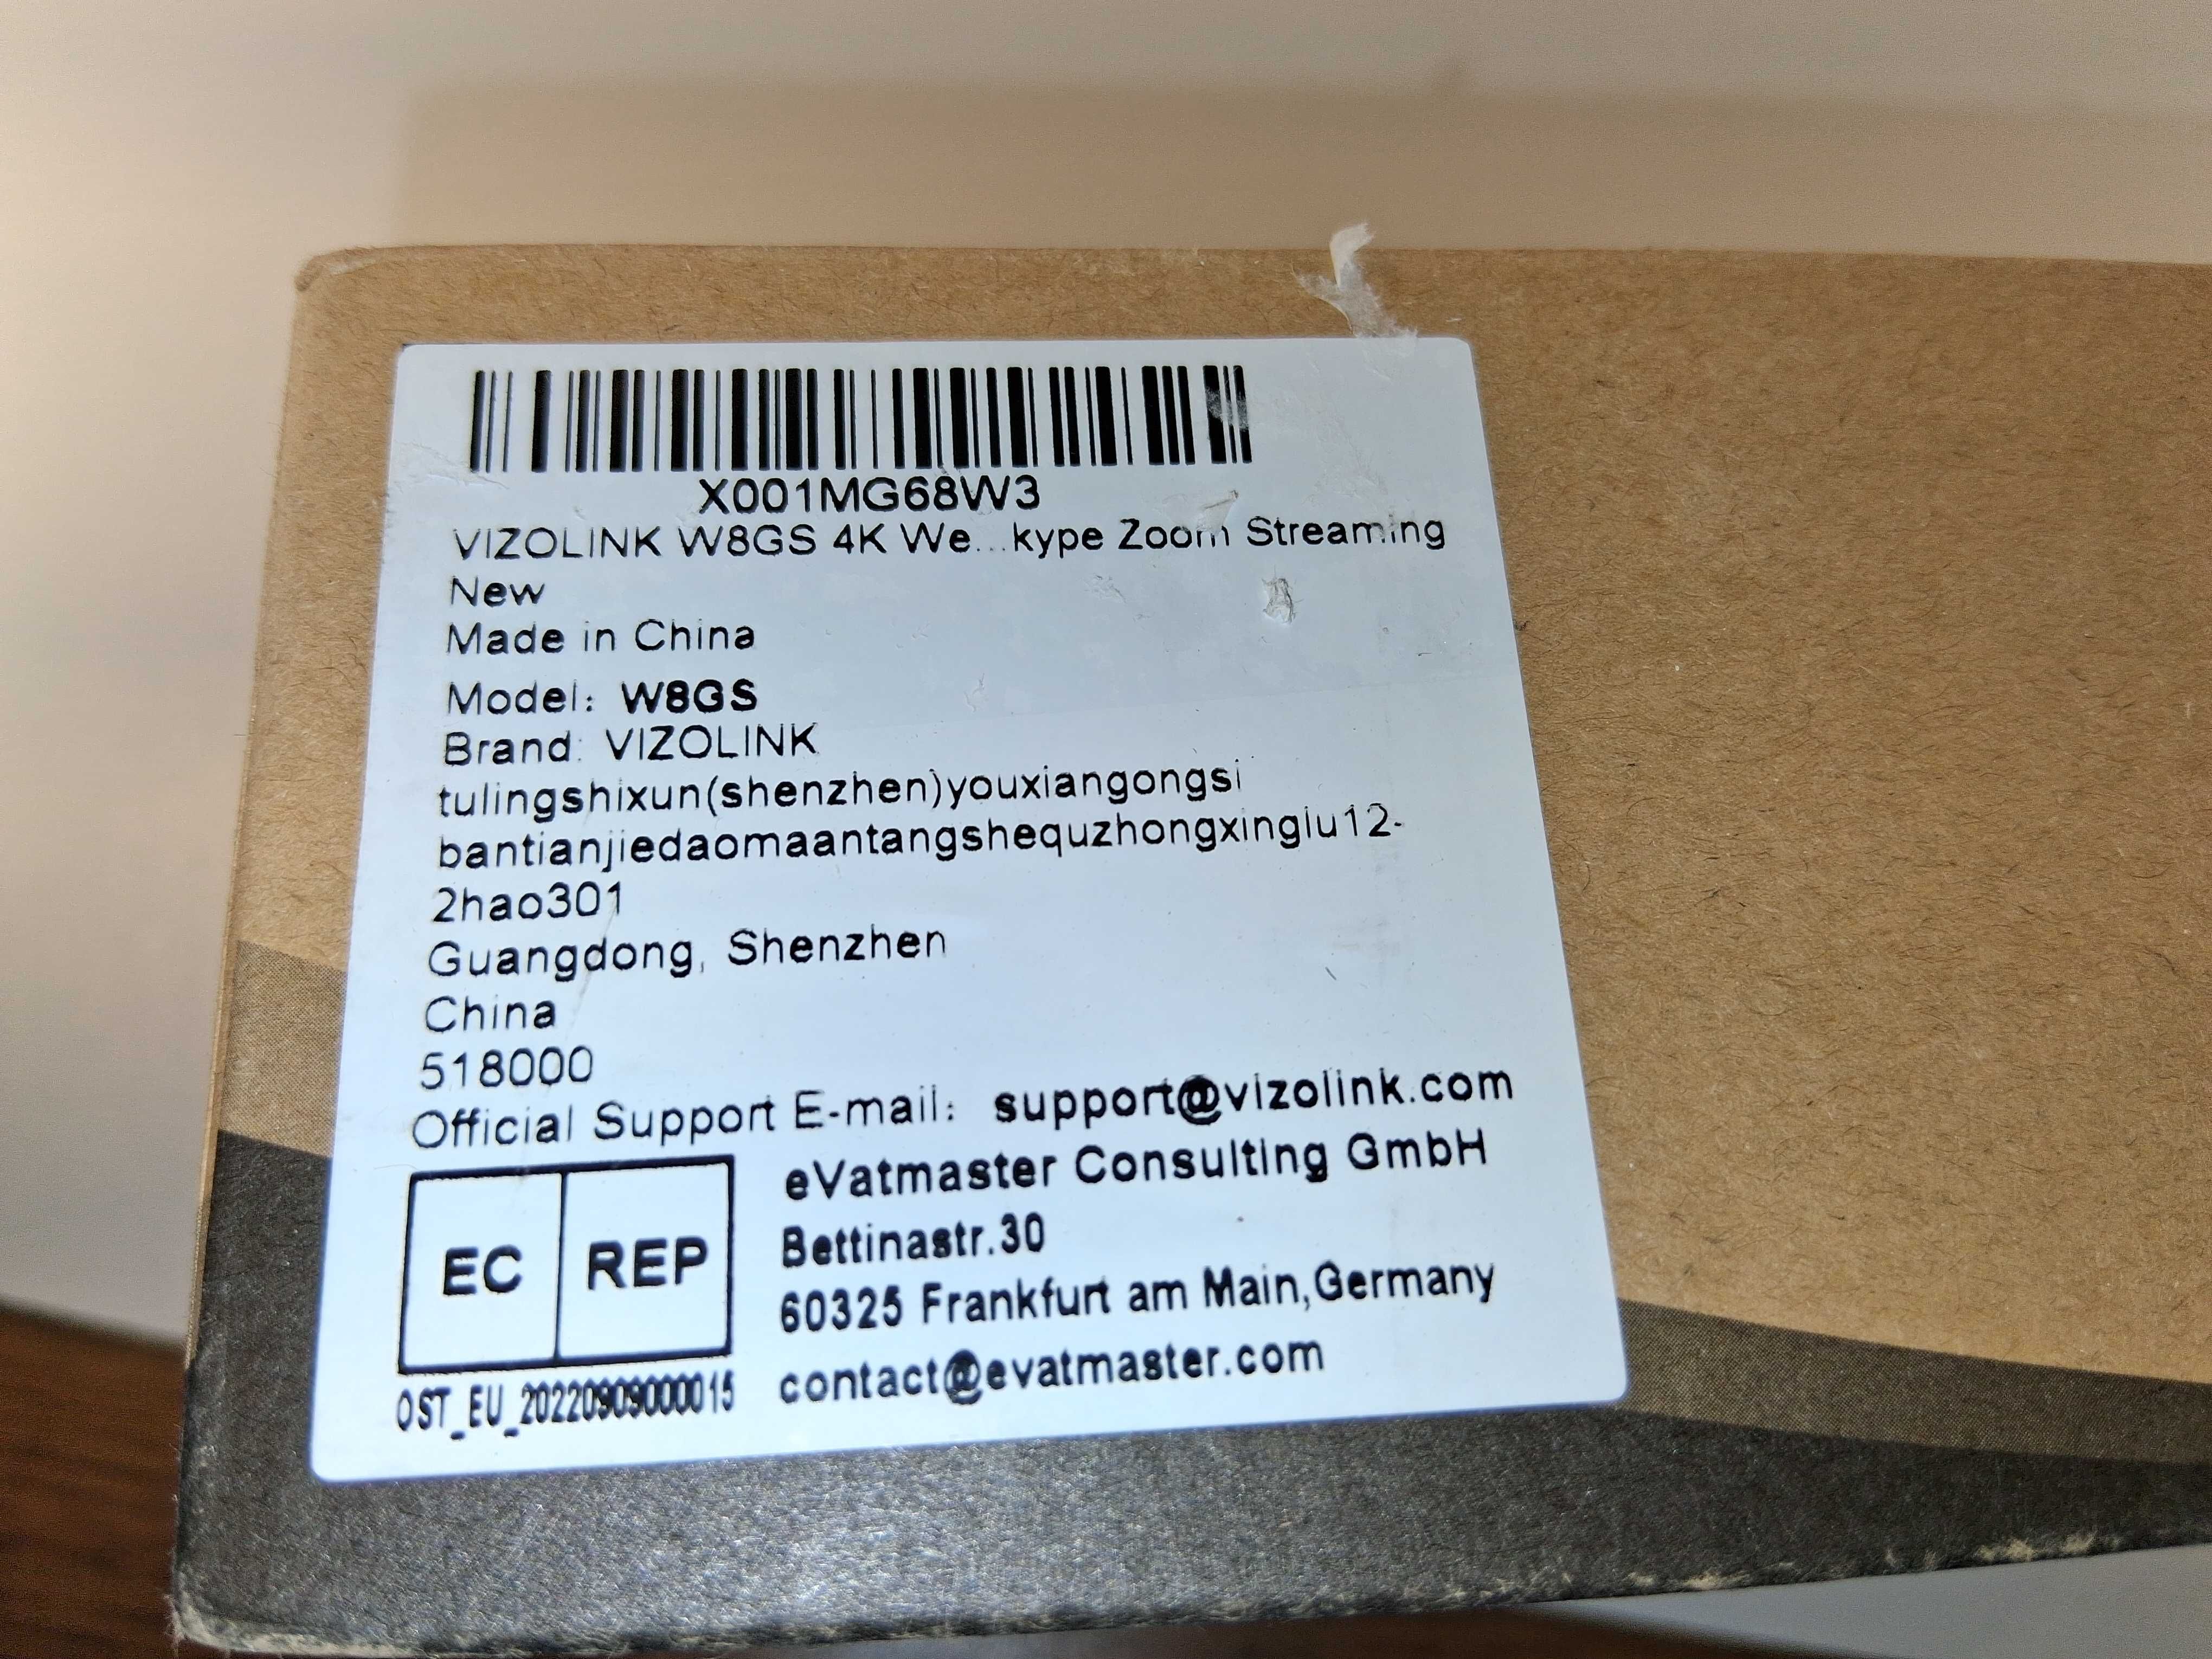 X001MG68W3
VIZOLINK W8GS 4K We...kype Zoom Streaming
New
Made in China
Model: W8GS
Brand: VIZOLINK
tulingshixun(shenzhen)youxiangongsi
bantianjiedaomaantangshequzhongxinglu12-
2hao301
Guangdong, Shenzhen
China
518000
Official Support E-mail: support@vizolink.com
EC REP
eVatmaster Consulting GmbH
Bettinastr.30
60325 Frankfurt am Main,Germany
contact@evatmaster.com
OST_EU_20220909000015